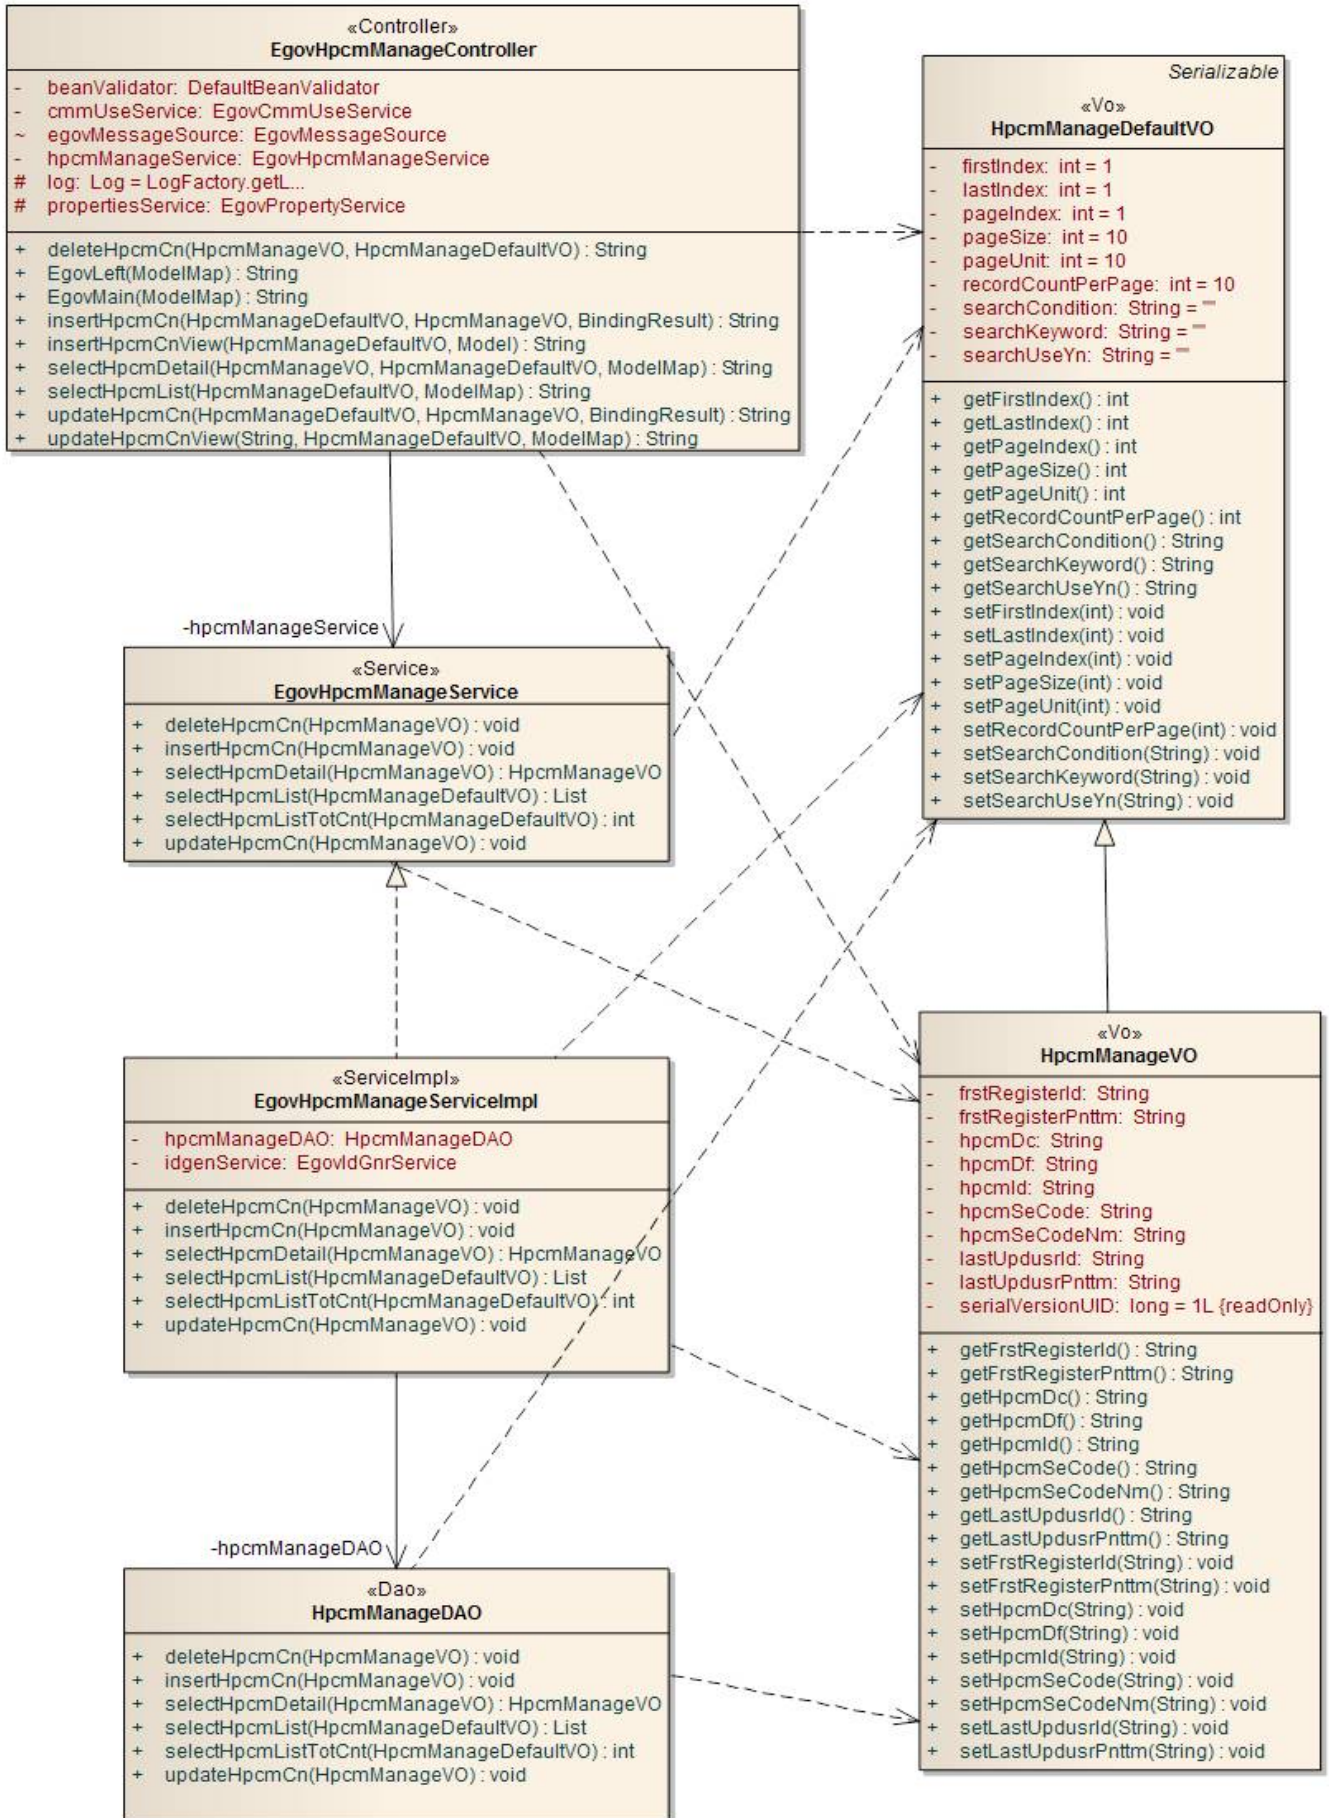 «Controller»
EgovHpcmManageController
- beanValidator: DefaultBeanValidator
- cmmUseService: EgovCmmUseService
~ egovMessageSource: EgovMessageSource
- hpcmManageService: EgovHpcmManageService
# log: Log = LogFactory.getL...
# propertiesService: EgovPropertyService
+ deleteHpcmCn(HpcmManageVO, HpcmManageDefaultVO) : String
+ EgovLeft(ModelMap) : String
+ EgovMain(ModelMap) : String
+ insertHpcmCn(HpcmManageDefaultVO, HpcmManageVO, BindingResult) : String
+ insertHpcmCnView(HpcmManageDefaultVO, Model) : String
+ selectHpcmDetail(HpcmManageVO, HpcmManageDefaultVO, ModelMap) : String
+ selectHpcmList(HpcmManageDefaultVO, ModelMap) : String
+ updateHpcmCn(HpcmManageDefaultVO, HpcmManageVO, BindingResult) : String
+ updateHpcmCnView(String, HpcmManageDefaultVO, ModelMap) : String
Serializable
«Vo»
HpcmManageDefaultVO
- firstIndex: int = 1
- lastIndex: int = 1
- pageIndex: int = 1
- pageSize: int = 10
- pageUnit: int = 10
- recordCountPerPage: int = 10
- searchCondition: String = ""
- searchKeyword: String = ""
- searchUseYn: String = ""
+ getFirstIndex() : int
+ getLastIndex() : int
+ getPageIndex() : int
+ getPageSize() : int
+ getPageUnit() : int
+ getRecordCountPerPage() : int
+ getSearchCondition() : String
+ getSearchKeyword() : String
+ getSearchUseYn() : String
+ setFirstIndex(int) : void
+ setLastIndex(int) : void
+ setPageIndex(int) : void
+ setPageSize(int) : void
+ setPageUnit(int) : void
+ setRecordCountPerPage(int) : void
+ setSearchCondition(String) : void
+ setSearchKeyword(String) : void
+ setSearchUseYn(String) : void
-hpcmManageService
«Service»
EgovHpcmManageService
+ deleteHpcmCn(HpcmManageVO) : void
+ insertHpcmCn(HpcmManageVO) : void
+ selectHpcmDetail(HpcmManageVO) : HpcmManageVO
+ selectHpcmList(HpcmManageDefaultVO) : List
+ selectHpcmListTotCnt(HpcmManageDefaultVO) : int
+ updateHpcmCn(HpcmManageVO) : void
«ServiceImpl»
EgovHpcmManageServiceImpl
- hpcmManageDAO: HpcmManageDAO
- idgenService: EgovIdGnrService
+ deleteHpcmCn(HpcmManageVO) : void
+ insertHpcmCn(HpcmManageVO) : void
+ selectHpcmDetail(HpcmManageVO) : HpcmManageVO
+ selectHpcmList(HpcmManageDefaultVO) : List
+ selectHpcmListTotCnt(HpcmManageDefaultVO) : int
+ updateHpcmCn(HpcmManageVO) : void
«Vo»
HpcmManageVO
- frstRegisterId: String
- frstRegisterPnttm: String
- hpcmDc: String
- hpcmDf: String
- hpcmId: String
- hpcmSeCode: String
- hpcmSeCodeNm: String
- lastUpdusrId: String
- lastUpdusrPnttm: String
- serialVersionUID: long = 1L {readOnly}
+ getFrstRegisterId() : String
+ getFrstRegisterPnttm() : String
+ getHpcmDc() : String
+ getHpcmDf() : String
+ getHpcmId() : String
+ getHpcmSeCode() : String
+ getHpcmSeCodeNm() : String
+ getLastUpdusrId() : String
+ getLastUpdusrPnttm() : String
+ setFrstRegisterId(String) : void
+ setFrstRegisterPnttm(String) : void
+ setHpcmDc(String) : void
+ setHpcmDf(String) : void
+ setHpcmId(String) : void
+ setHpcmSeCode(String) : void
+ setHpcmSeCodeNm(String) : void
+ setLastUpdusrId(String) : void
+ setLastUpdusrPnttm(String) : void
-hpcmManageDAO
«Dao»
HpcmManageDAO
+ deleteHpcmCn(HpcmManageVO) : void
+ insertHpcmCn(HpcmManageVO) : void
+ selectHpcmDetail(HpcmManageVO) : HpcmManageVO
+ selectHpcmList(HpcmManageDefaultVO) : List
+ selectHpcmListTotCnt(HpcmManageDefaultVO) : int
+ updateHpcmCn(HpcmManageVO) : void